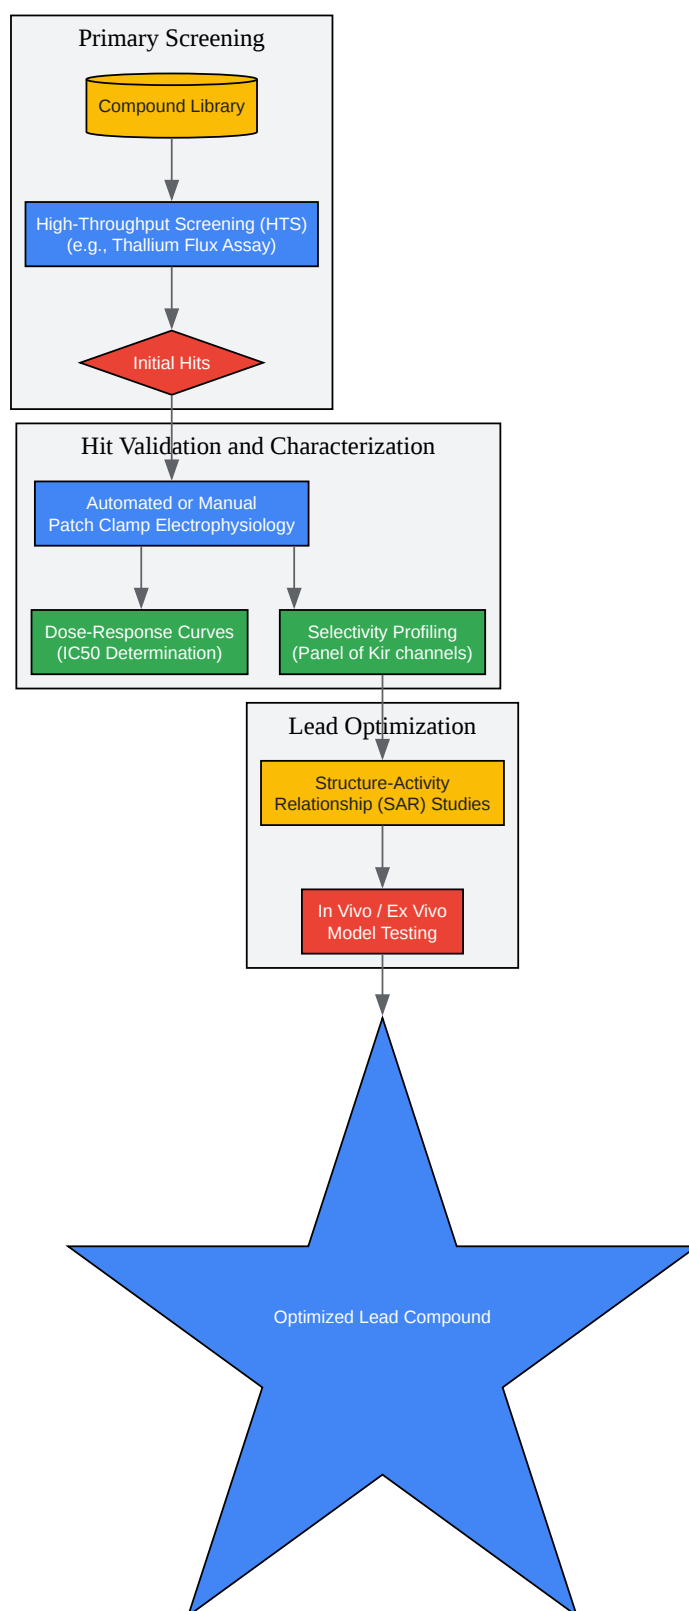 Primary Screening
Compound Library
High-Throughput Screening (HTS)
(e.g., Thallium Flux Assay)
Initial Hits
Hit Validation and Characterization
Automated or Manual
Patch Clamp Electrophysiology
Dose-Response Curves
(IC50 Determination)
Selectivity Profiling
(Panel of Kir channels)
Lead Optimization
Structure-Activity
Relationship (SAR) Studies
In Vivo / Ex Vivo
Model Testing
Optimized Lead Compound